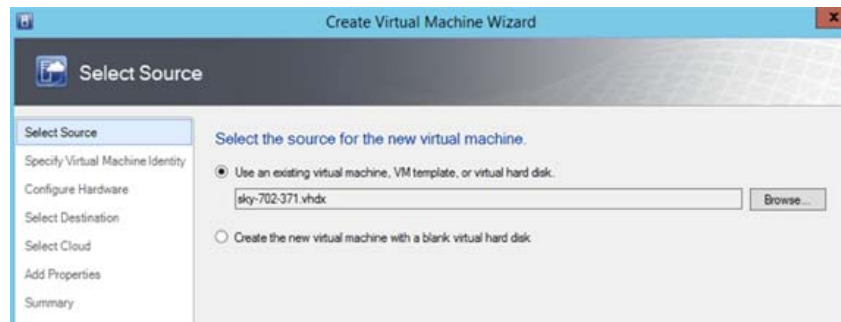 Create Virtual Machine Wizard
x
Select Source
Select Source
Specify Virtual Machine Identity
Configure Hardware
Select Destination
Select Cloud
Add Properties
Summary
Select the source for the new virtual machine.
Use an existing virtual machine, VM template, or virtual hard disk.
sky-702-371.vhdx
Browse...
Create the new virtual machine with a blank virtual hard disk